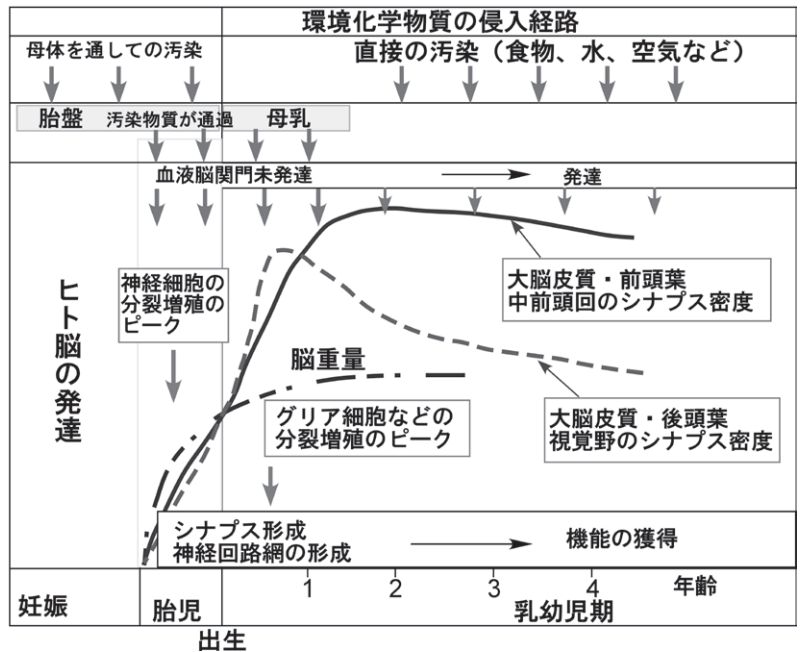 環境化学物質の侵入経路
母体を通しての汚染
直接の汚染（食物、水、空気など）
胎盤 汚染物質が通過 母乳
血液脳関門未発達 発達
ヒト脳の発達
神経細胞の
分裂増殖の
ピーク
大脳皮質・前頭葉
中前頭回のシナプス密度
脳重量
グリア細胞などの
分裂増殖のピーク
大脳皮質・後頭葉
視覚野のシナプス密度
シナプス形成
神経回路網の形成
機能の獲得
1 2 3 4 年齢
妊娠 胎児 乳幼児期
出生